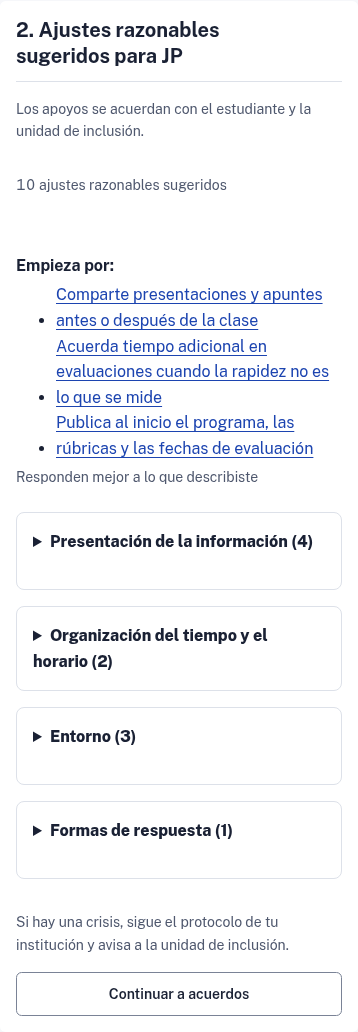 2. Ajustes razonables
sugeridos para JP
Los apoyos se acuerdan con el estudiante y la
unidad de inclusión.
10 ajustes razonables sugeridos
Empieza por:
Comparte presentaciones y apuntes
antes o después de la clase
Acuerda tiempo adicional en
evaluaciones cuando la rapidez no es
lo que se mide
Publica al inicio el programa, las
rúbricas y las fechas de evaluación
Responden mejor a lo que describiste
Presentación de la información (4)
Organización del tiempo y el
horario (2)
Entorno (3)
Formas de respuesta (1)
Si hay una crisis, sigue el protocolo de tu
institución y avisa a la unidad de inclusión.
Continuar a acuerdos